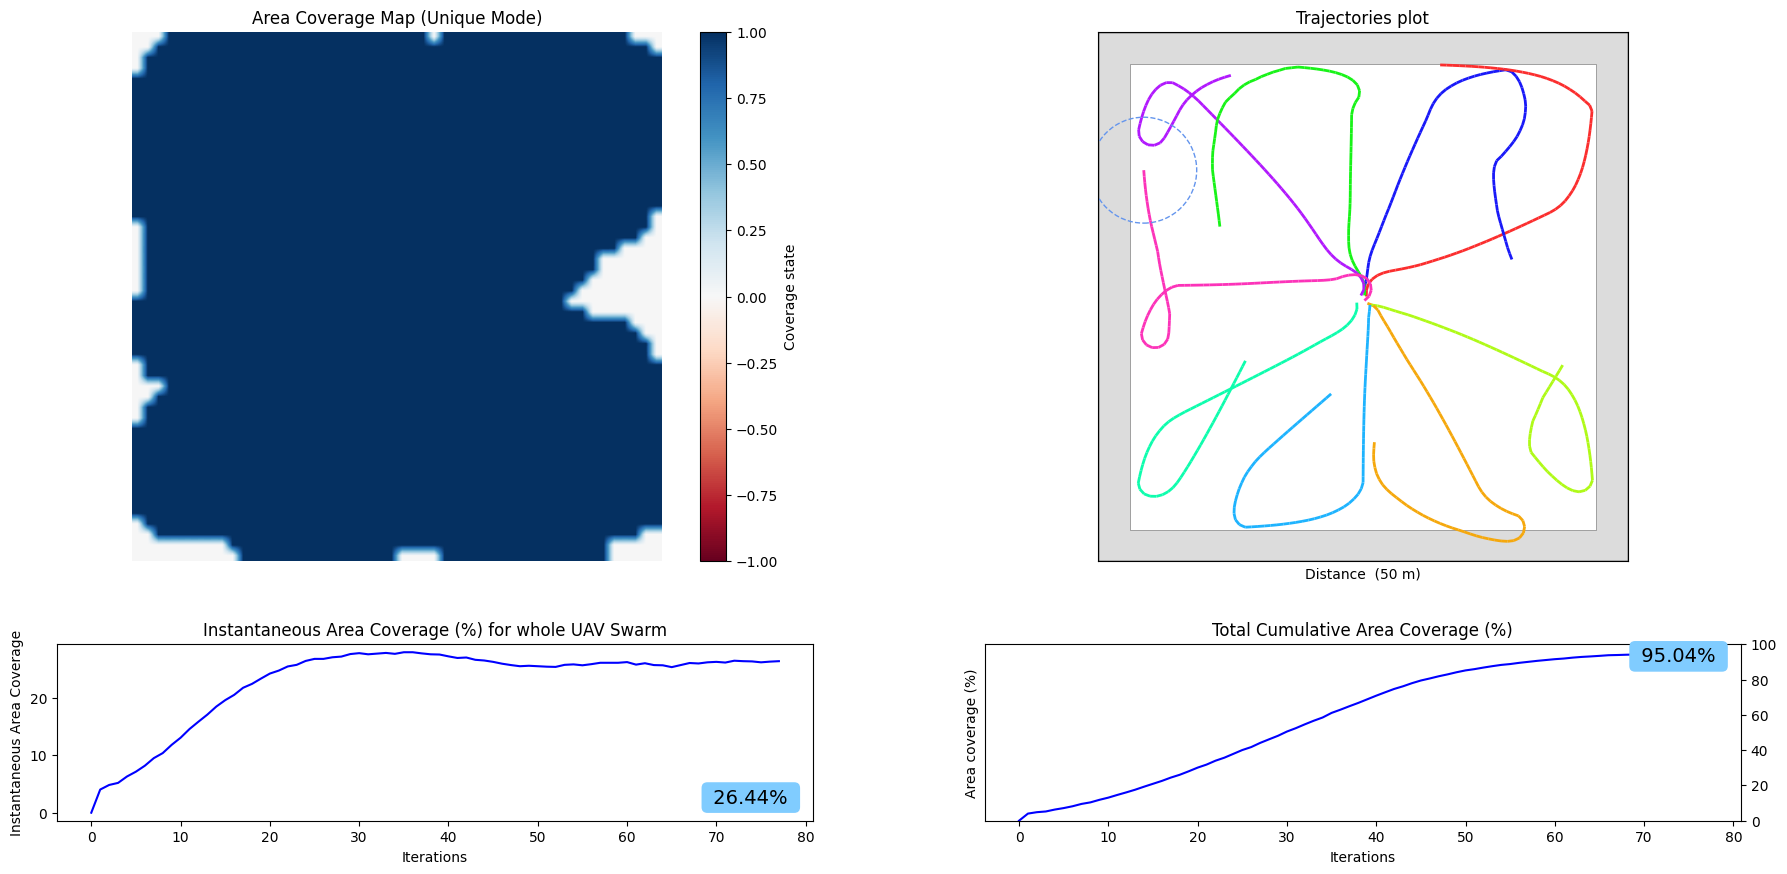 Area Coverage Map (Unique Mode)
1.00
0.75
0.50
0.25
0.00
−0.25
−0.50
−0.75
−1.00
Coverage state
Trajectories plot
Distance  (50 m)
Instantaneous Area Coverage (%) for whole UAV Swarm
Instantaneous Area Coverage
20
10
0
26.44%
0 10 20 30 40 50 60 70 80
Iterations
Total Cumulative Area Coverage (%)
Area coverage (%)
95.04%
100
80
60
40
20
0
0 10 20 30 40 50 60 70 80
Iterations